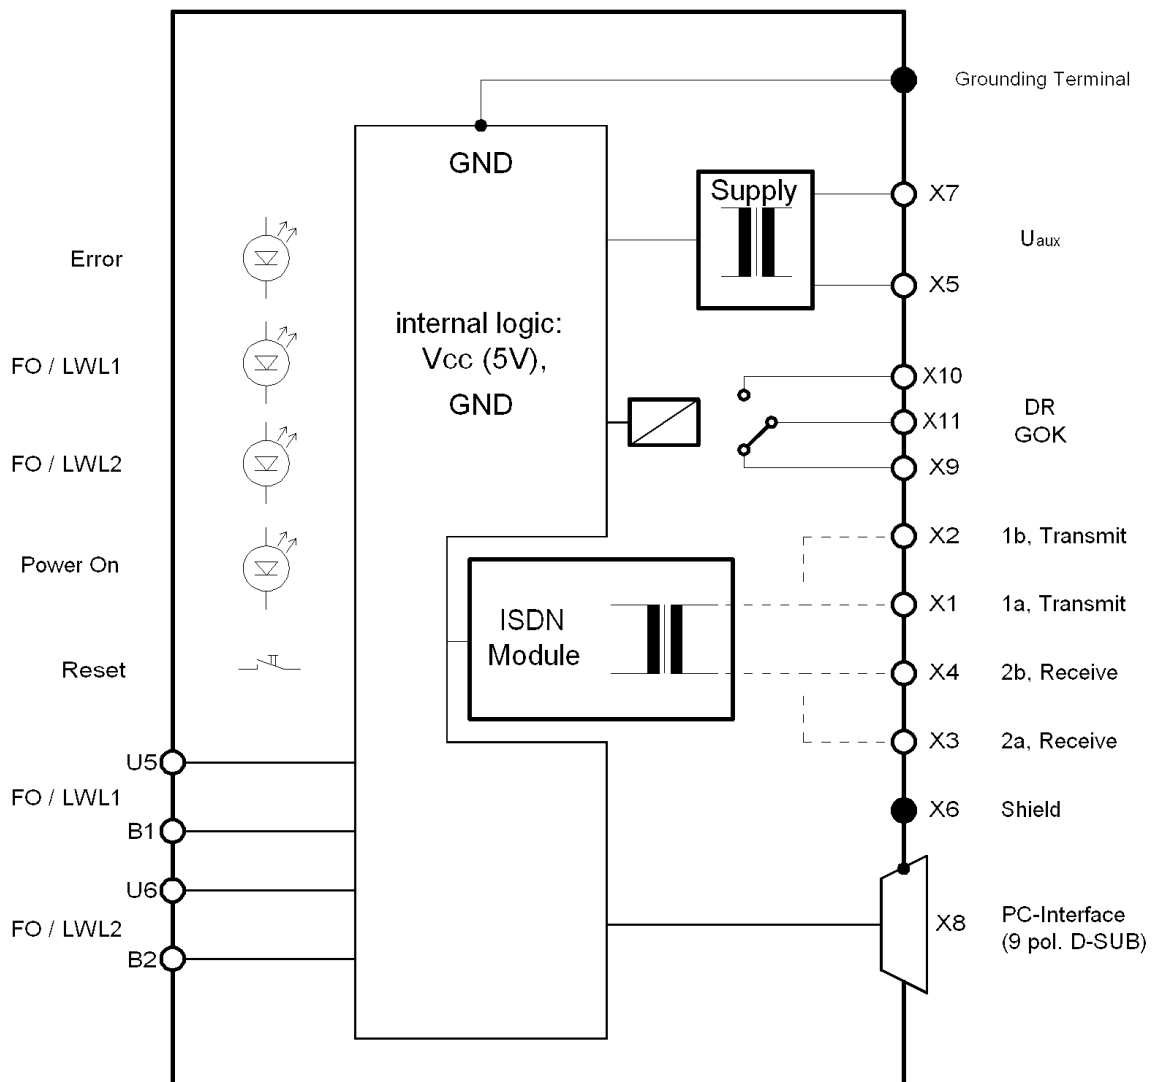 Grounding Terminal
GND
Supply
X7
Uaux
X5
Error
internal logic:
Vcc (5V),
GND
FO / LWL1
X10
X11
X9
DR
GOK
FO / LWL2
X2 1b, Transmit
Power On
X1 1a, Transmit
ISDN
Module
Reset
X4 2b, Receive
X3 2a, Receive
U5
FO / LWL1
B1
X6 Shield
U6
FO / LWL2
B2
X8
PC-Interface
(9 pol. D-SUB)